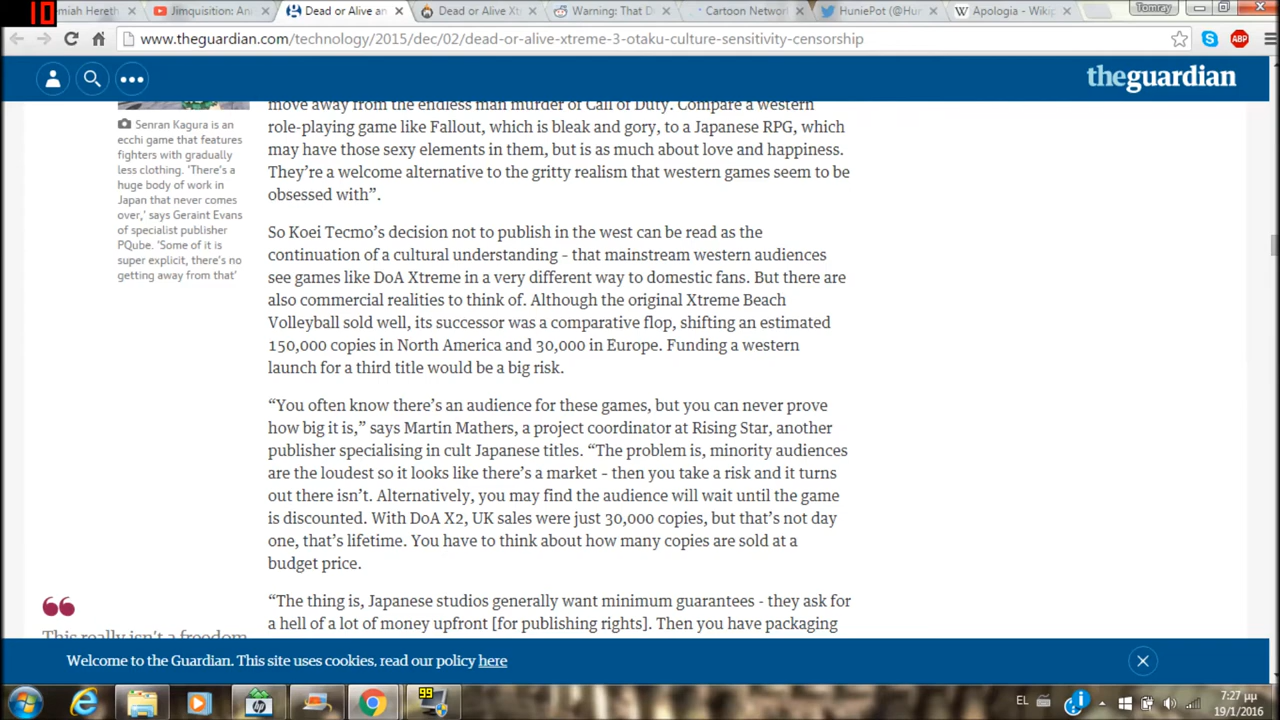 10
miah Hereth
Jimquisition: An
Dead or Alive an
Dead or Alive Xtr
Warning: That D
Cartoon Network
HuniePot (@Hu
Apologia - Wikip
Tomray
www.theguardian.com/technology/2015/dec/02/dead-or-alive-xtreme-3-otaku-culture-sensitivity-censorship
ABP
theguardian
move away from the endless man murder of Call of Duty. Compare a western
role-playing game like Fallout, which is bleak and gory, to a Japanese RPG, which
may have those sexy elements in them, but is as much about love and happiness.
They’re a welcome alternative to the gritty realism that western games seem to be
obsessed with”.
Senran Kagura is an
ecchi game that features
fighters with gradually
less clothing. ‘There’s a
huge body of work in
Japan that never comes
over,’ says Geraint Evans
of specialist publisher
PQube. ‘Some of it is
super explicit, there’s no
getting away from that’
So Koei Tecmo’s decision not to publish in the west can be read as the
continuation of a cultural understanding - that mainstream western audiences
see games like DoA Xtreme in a very different way to domestic fans. But there are
also commercial realities to think of. Although the original Xtreme Beach
Volleyball sold well, its successor was a comparative flop, shifting an estimated
150,000 copies in North America and 30,000 in Europe. Funding a western
launch for a third title would be a big risk.
“You often know there’s an audience for these games, but you can never prove
how big it is,” says Martin Mathers, a project coordinator at Rising Star, another
publisher specialising in cult Japanese titles. “The problem is, minority audiences
are the loudest so it looks like there’s a market - then you take a risk and it turns
out there isn’t. Alternatively, you may find the audience will wait until the game
is discounted. With DoA X2, UK sales were just 30,000 copies, but that’s not day
one, that’s lifetime. You have to think about how many copies are sold at a
budget price.
“The thing is, Japanese studios generally want minimum guarantees - they ask for
a hell of a lot of money upfront [for publishing rights]. Then you have packaging
This really isn’t a freedom
Welcome to the Guardian. This site uses cookies, read our policy here
99
EL
7:27 μμ
19/1/2016